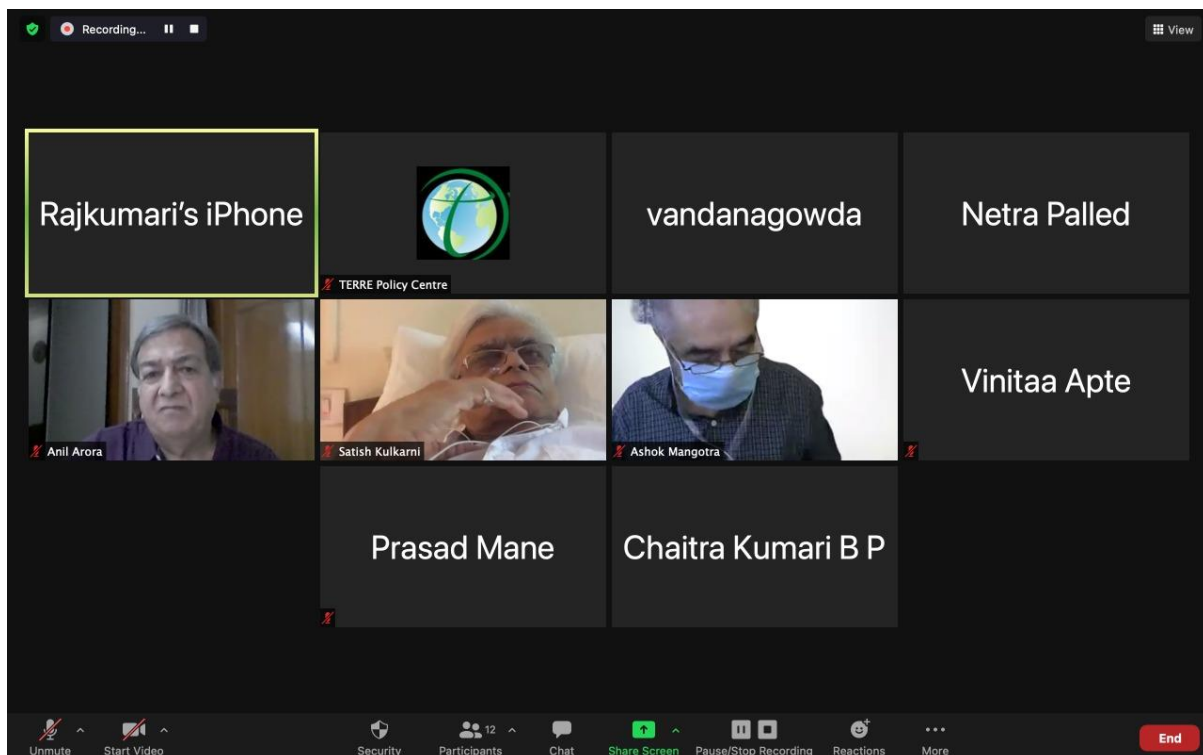 Recording...
View
Rajkumari's iPhone
TERRE Policy Centre
vandanagowda
Netra Palled
Anil Arora
Satish Kulkarni
Ashok Mangotra
Vinitaa Apte
Prasad Mane
Chaitra Kumari B P
Unmute
Start Video
Security
Participants
12
Chat
Share Screen
Pause/Stop Recording
Reactions
More
End